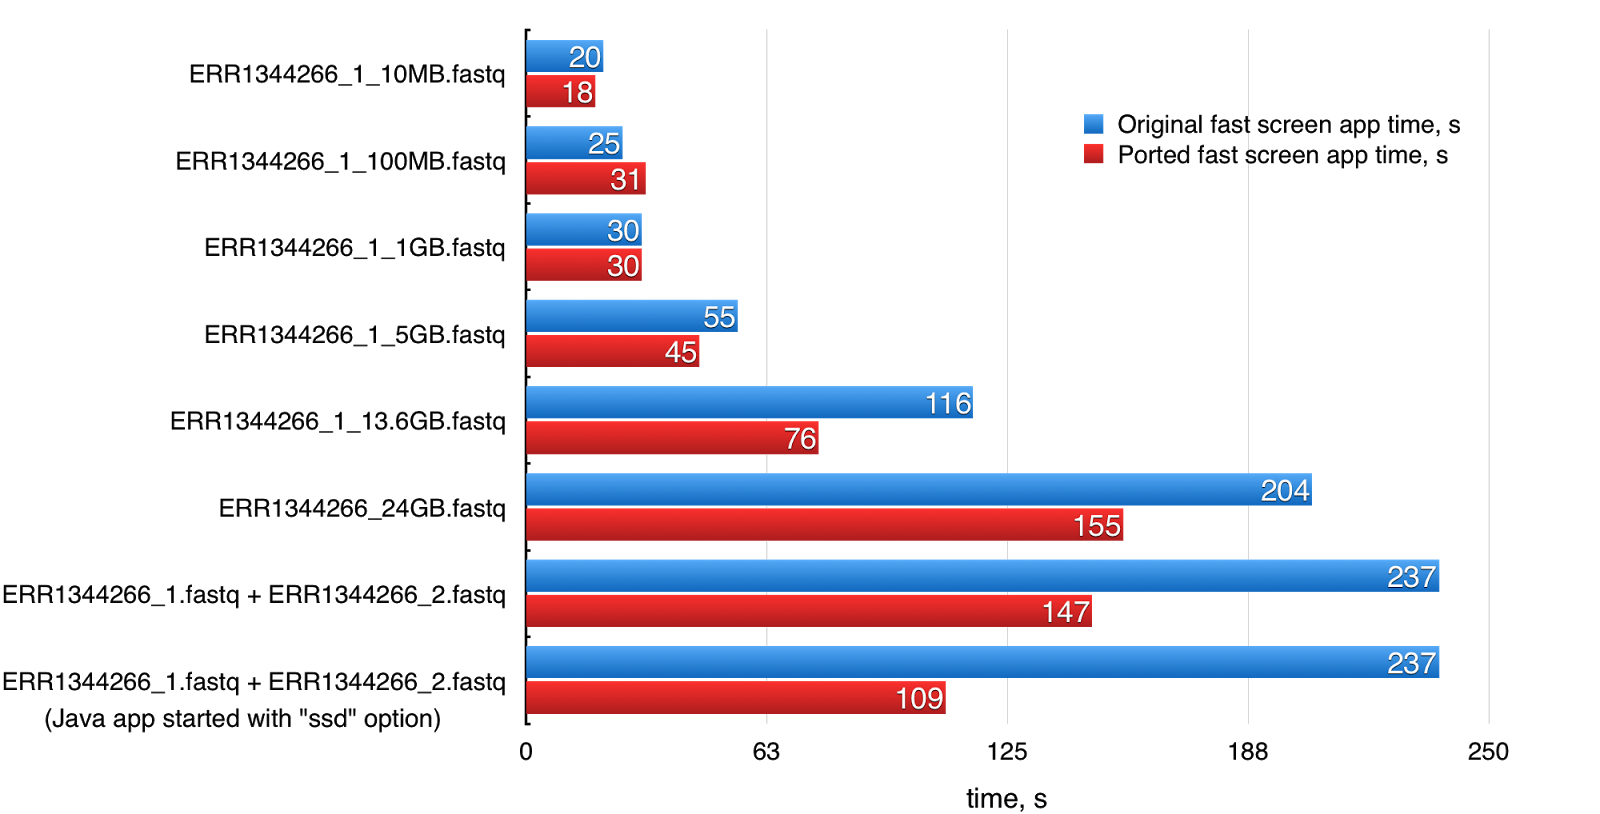 ERR1344266_1_10MB.fastq
20
18
Original fast screen app time, s
Ported fast screen app time, s
ERR1344266_1_100MB.fastq
25
31
ERR1344266_1_1GB.fastq
30
30
ERR1344266_1_5GB.fastq
55
45
ERR1344266_1_13.6GB.fastq
116
76
ERR1344266_24GB.fastq
204
155
ERR1344266_1.fastq + ERR1344266_2.fastq
237
147
ERR1344266_1.fastq + ERR1344266_2.fastq
(Java app started with "ssd" option)
237
109
0 63 125 188 250
time, s